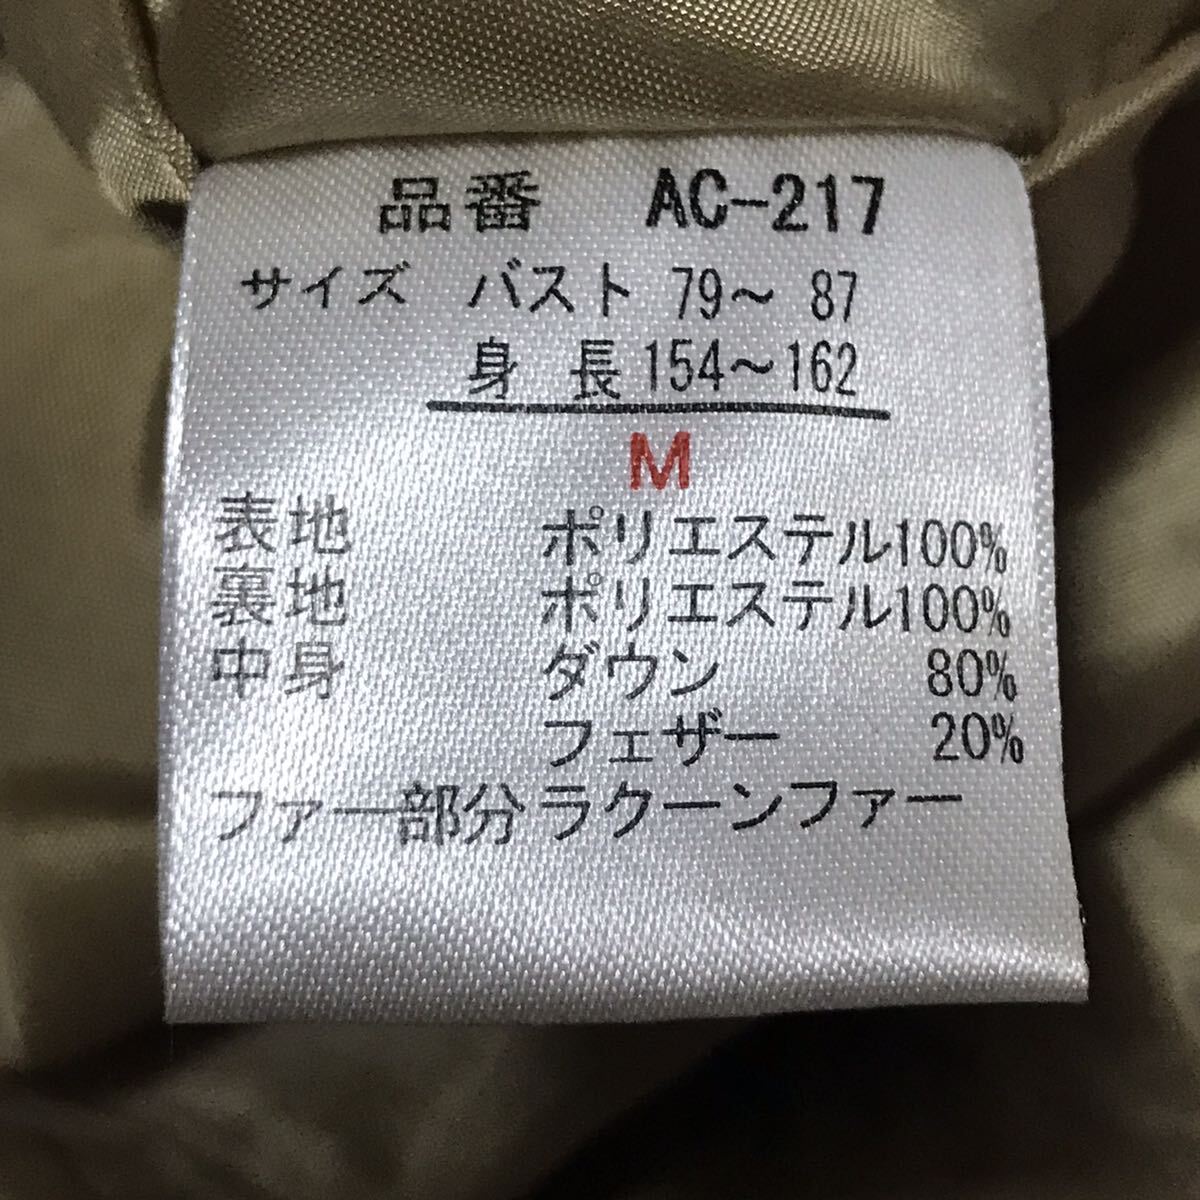 品番 AC-217
サイズ バスト 79〜 87
身 長 154〜162
M
表地 ポリエステル100%
裏地 ポリエステル100%
中身 ダウン 80%
フェザー 20%
ファー部分 ラクーンファー